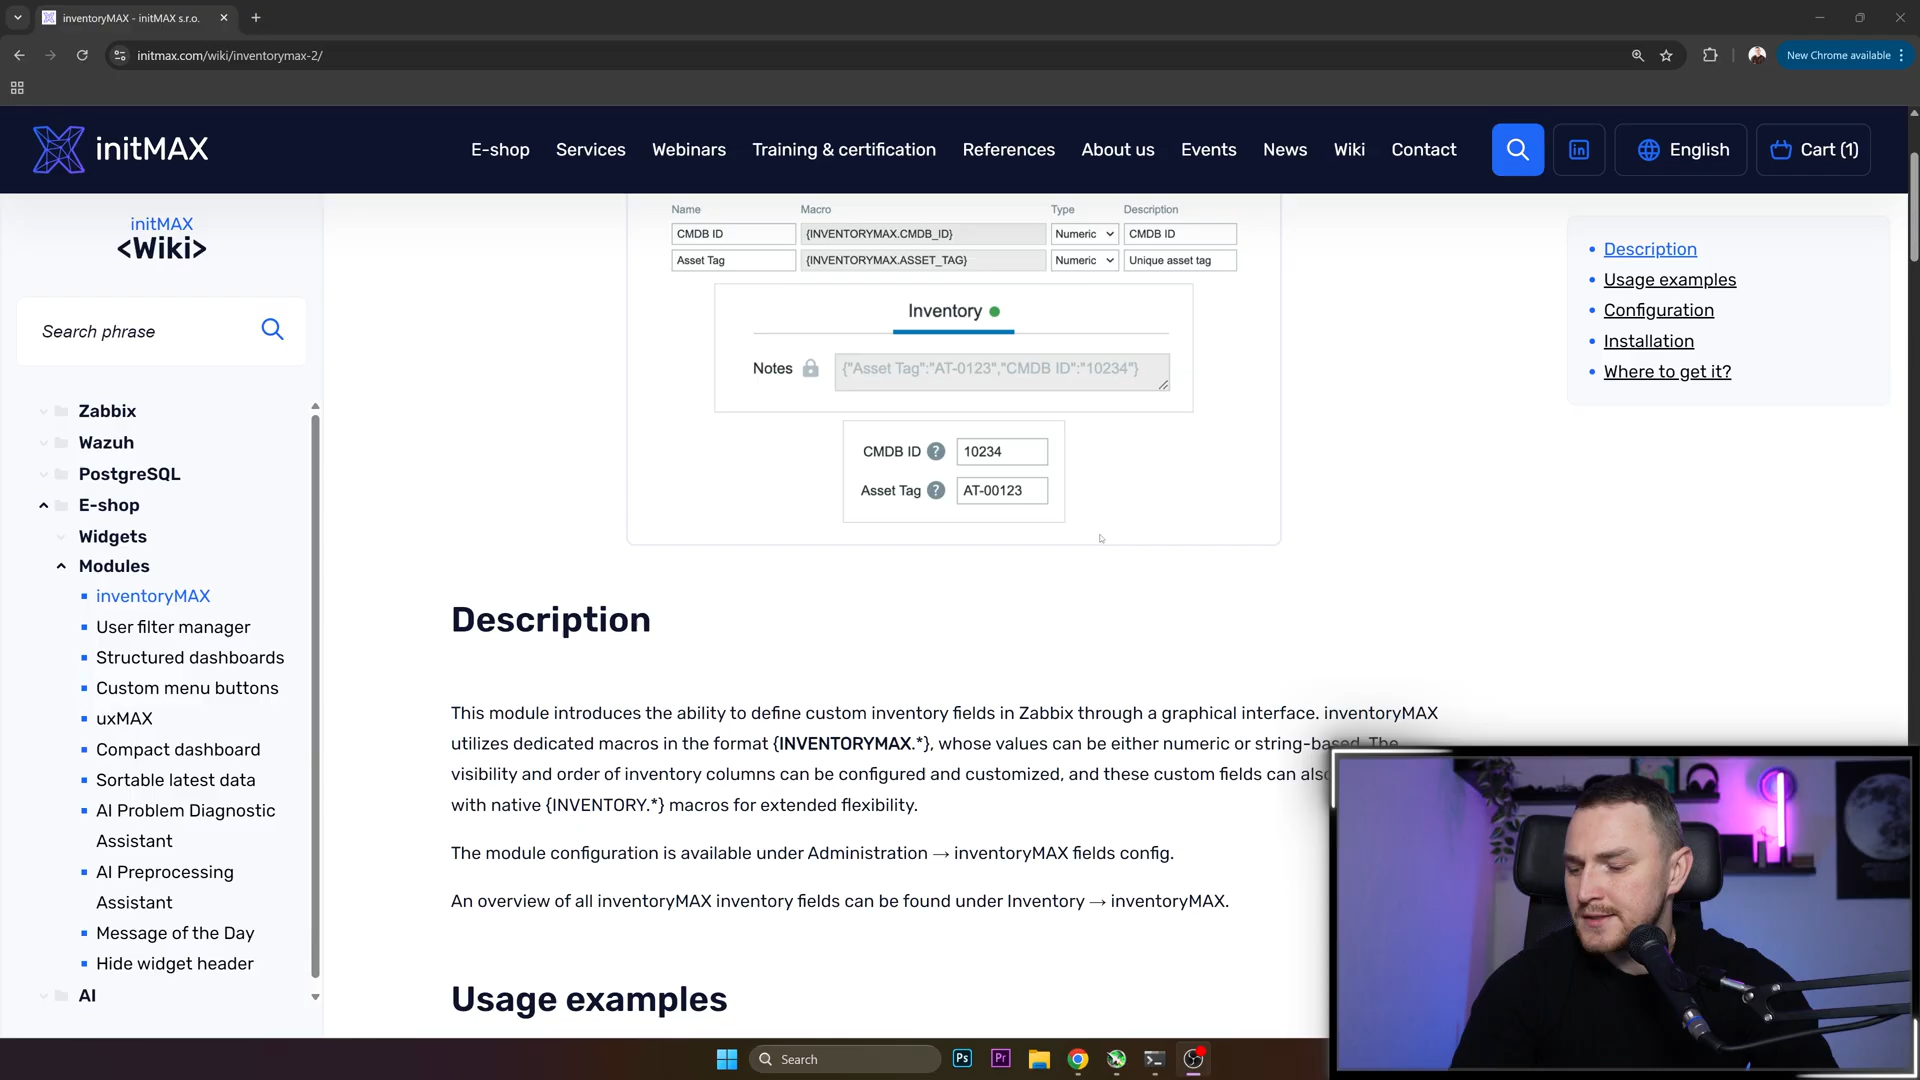 inventoryMAX - initMAX s.r.o.
initmax.com/wiki/inventorymax-2/
New Chrome available
initMAX
E-shop
Services
Webinars
Training & certification
References
About us
Events
News
Wiki
Contact
English
Cart (1)
initMAX
<Wiki>
Search phrase
Zabbix
Wazuh
PostgreSQL
E-shop
Widgets
Modules
inventoryMAX
User filter manager
Structured dashboards
Custom menu buttons
uxMAX
Compact dashboard
Sortable latest data
AI Problem Diagnostic
Assistant
AI Preprocessing
Assistant
Message of the Day
Hide widget header
AI
Name Macro Type Description
CMDB ID {INVENTORYMAX.CMDB_ID} Numeric CMDB ID
Asset Tag {INVENTORYMAX.ASSET_TAG} Numeric Unique asset tag
Inventory
Notes {"Asset Tag":"AT-0123","CMDB ID":"10234"}
CMDB ID ? 10234
Asset Tag ? AT-00123
Description
This module introduces the ability to define custom inventory fields in Zabbix through a graphical interface. inventoryMAX
utilizes dedicated macros in the format {INVENTORYMAX.*}, whose values can be either numeric or string-based. The
visibility and order of inventory columns can be configured and customized, and these custom fields can also
with native {INVENTORY.*} macros for extended flexibility.
The module configuration is available under Administration → inventoryMAX fields config.
An overview of all inventoryMAX inventory fields can be found under Inventory → inventoryMAX.
Usage examples
Description
Usage examples
Configuration
Installation
Where to get it?
Search
Ps
Pr